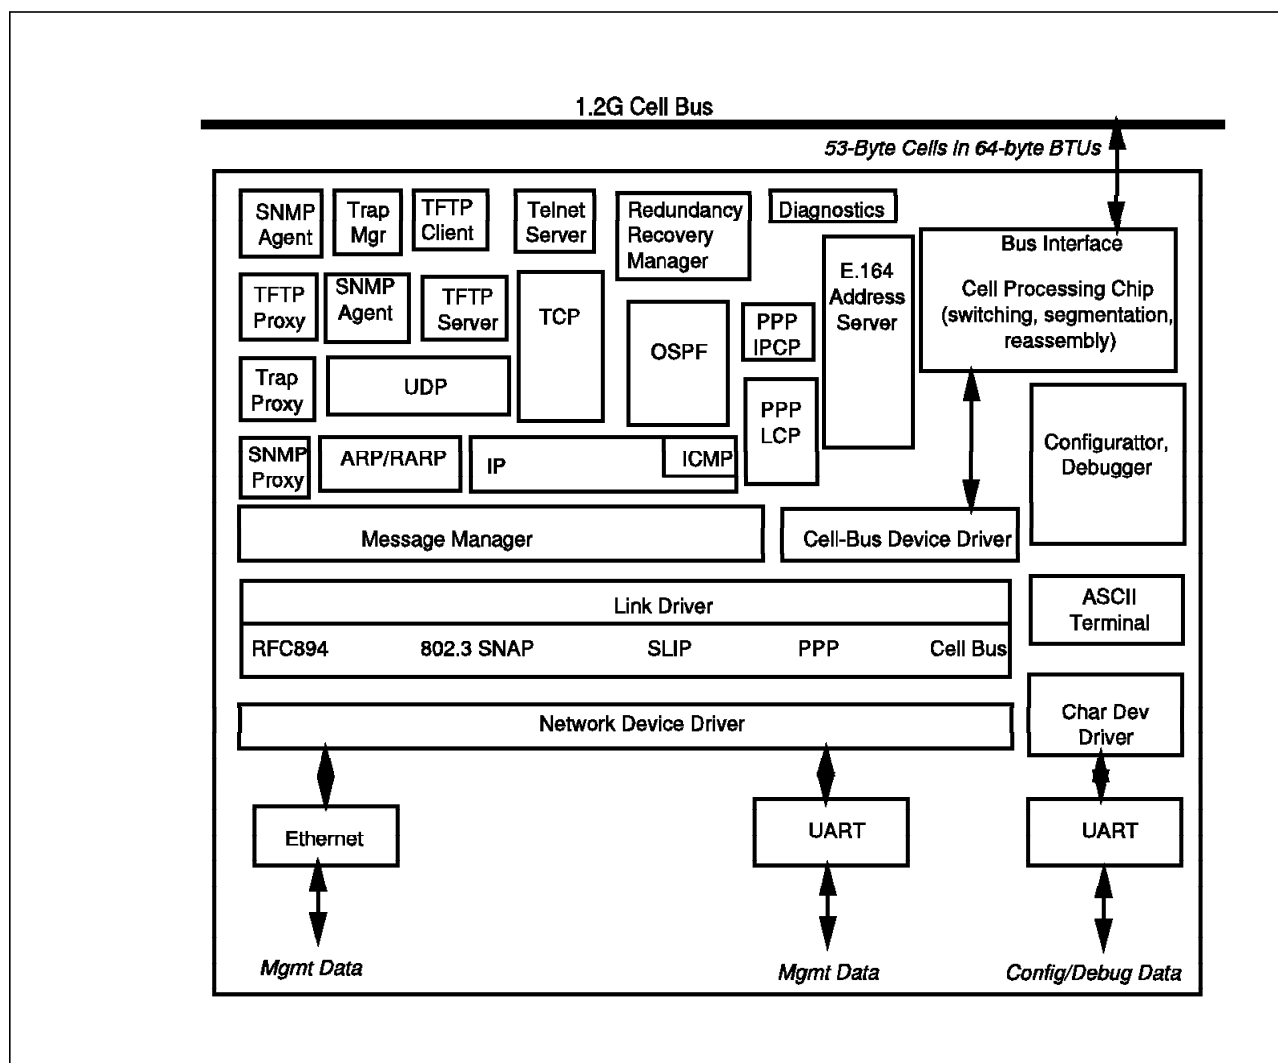 1.2G Cell Bus
53-Byte Cells in 64-byte BTUs
SNMP
Agent
Trap
Mgr
TFTP
Client
Telnet
Server
Redundancy
Recovery
Manager
Diagnostics
E.164
Address
Server
Bus Interface
Cell Processing Chip
(switching, segmentation,
reassembly)
TFTP
Proxy
SNMP
Agent
TFTP
Server
TCP
OSPF
PPP
IPCP
Trap
Proxy
UDP
PPP
LCP
Configurattor,
Debugger
SNMP
Proxy
ARP/RARP
IP
ICMP
Message Manager
Cell-Bus Device Driver
Link Driver
RFC894
802.3 SNAP
SLIP
PPP
Cell Bus
ASCII
Terminal
Network Device Driver
Char Dev
Driver
Ethernet
UART
UART
Mgmt Data
Mgmt Data
Config/Debug Data